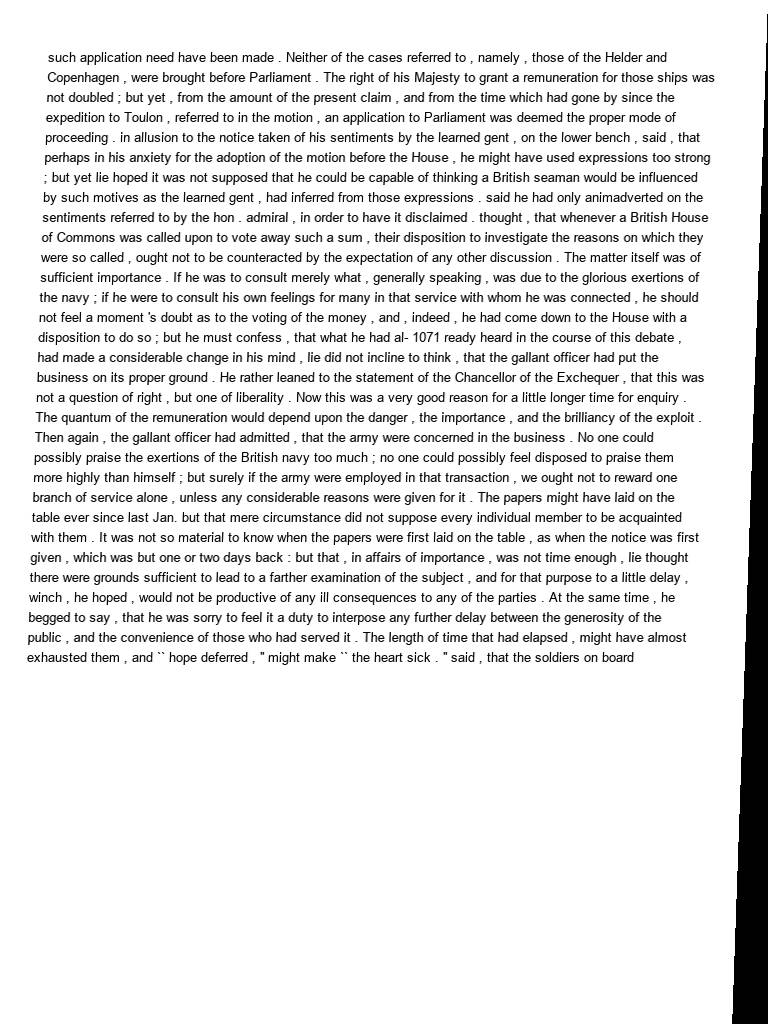 such application need have been made . Neither of the cases referred to , namely , those of the Helder and
Copenhagen , were brought before Parliament . The right of his Majesty to grant a remuneration for those ships was
not doubled ; but yet , from the amount of the present claim , and from the time which had gone by since the
expedition to Toulon , referred to in the motion , an application to Parliament was deemed the proper mode of
proceeding . in allusion to the notice taken of his sentiments by the learned gent , on the lower bench , said , that
perhaps in his anxiety for the adoption of the motion before the House , he might have used expressions too strong
; but yet lie hoped it was not supposed that he could be capable of thinking a British seaman would be influenced
by such motives as the learned gent , had inferred from those expressions . said he had only animadverted on the
sentiments referred to by the hon . admiral , in order to have it disclaimed . thought , that whenever a British House
of Commons was called upon to vote away such a sum , their disposition to investigate the reasons on which they
were so called , ought not to be counteracted by the expectation of any other discussion . The matter itself was of
sufficient importance . If he was to consult merely what , generally speaking , was due to the glorious exertions of
the navy ; if he were to consult his own feelings for many in that service with whom he was connected , he should
not feel a moment 's doubt as to the voting of the money , and , indeed , he had come down to the House with a
disposition to do so ; but he must confess , that what he had al- 1071 ready heard in the course of this debate ,
had made a considerable change in his mind , lie did not incline to think , that the gallant officer had put the
business on its proper ground . He rather leaned to the statement of the Chancellor of the Exchequer , that this was
not a question of right , but one of liberality . Now this was a very good reason for a little longer time for enquiry .
The quantum of the remuneration would depend upon the danger , the importance , and the brilliancy of the exploit .
Then again , the gallant officer had admitted , that the army were concerned in the business . No one could
possibly praise the exertions of the British navy too much ; no one could possibly feel disposed to praise them
more highly than himself ; but surely if the army were employed in that transaction , we ought not to reward one
branch of service alone , unless any considerable reasons were given for it . The papers might have laid on the
table ever since last Jan. but that mere circumstance did not suppose every individual member to be acquainted
with them . It was not so material to know when the papers were first laid on the table , as when the notice was first
given , which was but one or two days back : but that , in affairs of importance , was not time enough , lie thought
there were grounds sufficient to lead to a farther examination of the subject , and for that purpose to a little delay ,
winch , he hoped , would not be productive of any ill consequences to any of the parties . At the same time , he
begged to say , that he was sorry to feel it a duty to interpose any further delay between the generosity of the
public , and the convenience of those who had served it . The length of time that had elapsed , might have almost
exhausted them , and `` hope deferred , " might make `` the heart sick . " said , that the soldiers on board